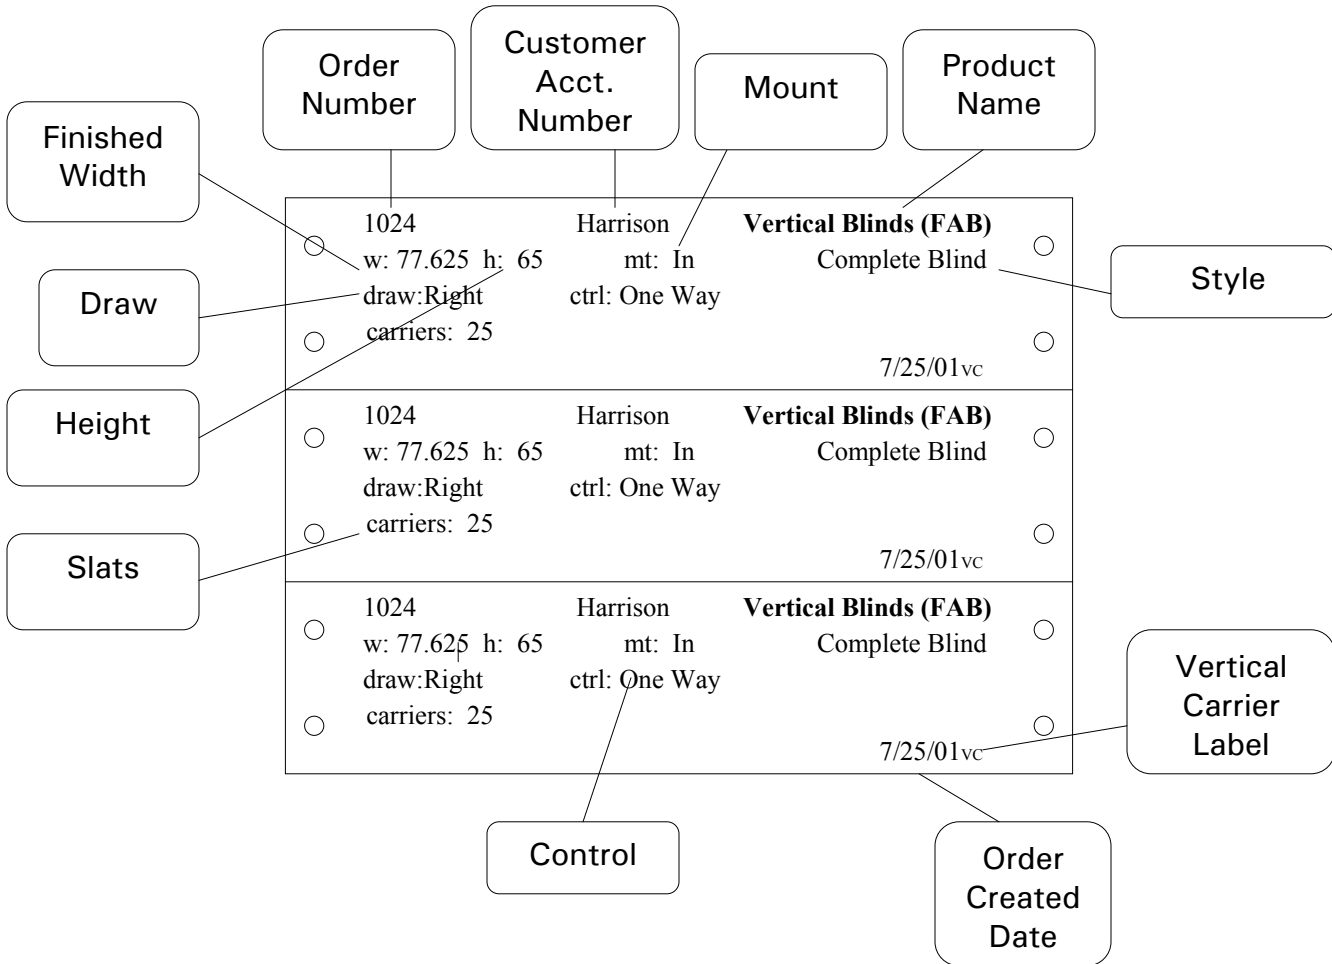 Order
Number
Customer
Acct.
Number
Mount
Product
Name
Finished
Width
Draw
Height
Slats
1024 Harrison Vertical Blinds (FAB)
w: 77.625 h: 65 mt: In Complete Blind
draw:Right ctrl: One Way
carriers: 25
7/25/01VC
1024 Harrison Vertical Blinds (FAB)
w: 77.625 h: 65 mt: In Complete Blind
draw:Right ctrl: One Way
carriers: 25
7/25/01VC
1024 Harrison Vertical Blinds (FAB)
w: 77.625 h: 65 mt: In Complete Blind
draw:Right ctrl: One Way
carriers: 25
7/25/01VC
Style
Vertical
Carrier
Label
Control
Order
Created
Date